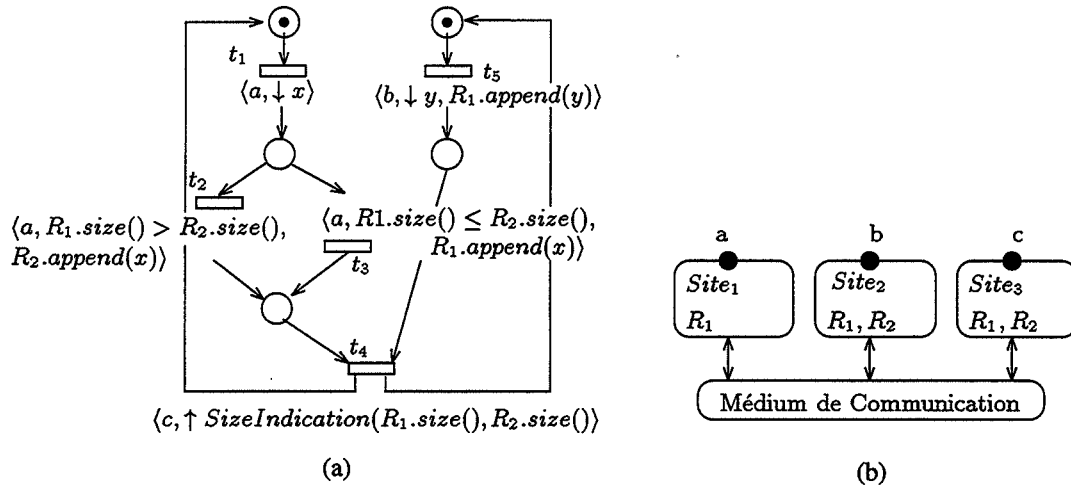 t₁
t₅
⟨a, ↓ x⟩
⟨b, ↓ y, R₁.append(y)⟩
t₂
⟨a, R₁.size() > R₂.size(),
R₂.append(x)⟩
⟨a, R1.size() ≤ R₂.size(),
R₁.append(x)⟩
t₃
t₄
⟨c, ↑ SizeIndication(R₁.size(), R₂.size()⟩
(a)
a
b
c
Site₁
R₁
Site₂
R₁, R₂
Site₃
R₁, R₂
Médium de Communication
(b)